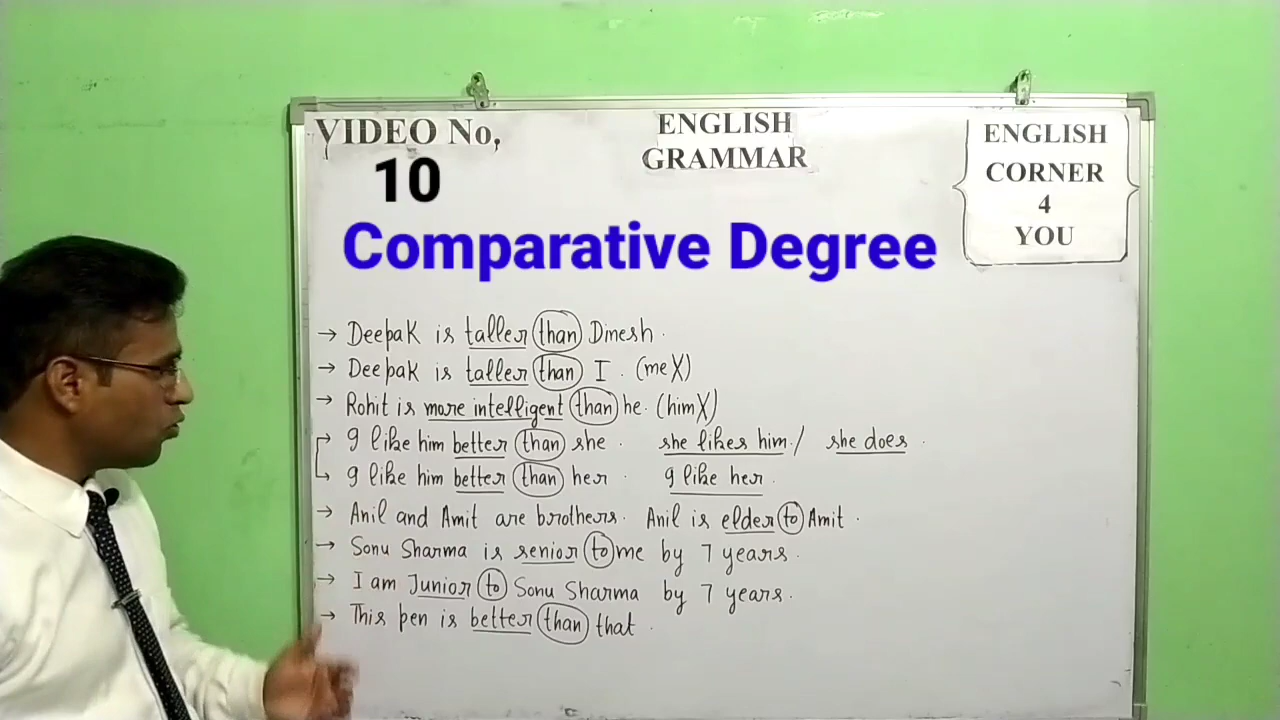 VIDEO No,
10
ENGLISH
GRAMMAR
ENGLISH
CORNER
4
YOU
Comparative Degree
→ Deepak is taller than Dinesh.
→ Deepak is taller than I. (me X)
→ Rohit is more intelligent than he. (him X)
→ I like him better than she. she likes him. / she does.
→ I like him better than her. I like her.
→ Anil and Amit are brothers. Anil is elder to Amit.
→ Sonu Sharma is senior to me by 7 years.
→ I am Junior to Sonu Sharma by 7 years.
→ This pen is better than that.